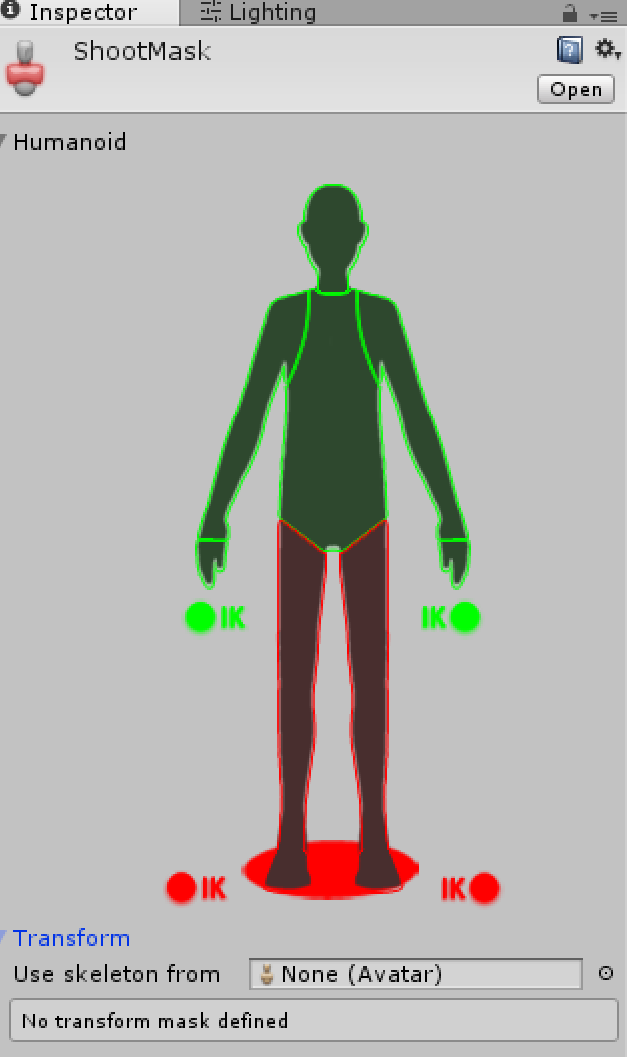 Inspector Lighting
ShootMask
Open
Humanoid
IK IK
IK IK
Transform
Use skeleton from None (Avatar)
No transform mask defined